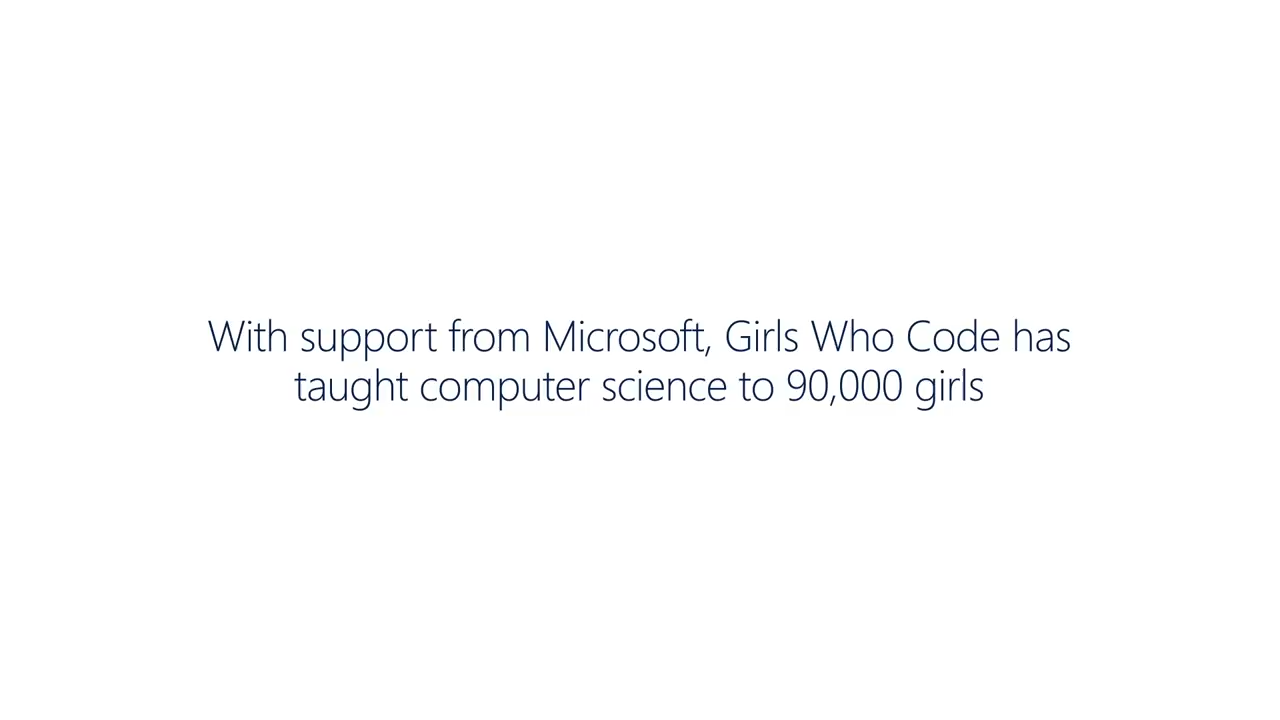 With support from Microsoft, Girls Who Code has
taught computer science to 90,000 girls